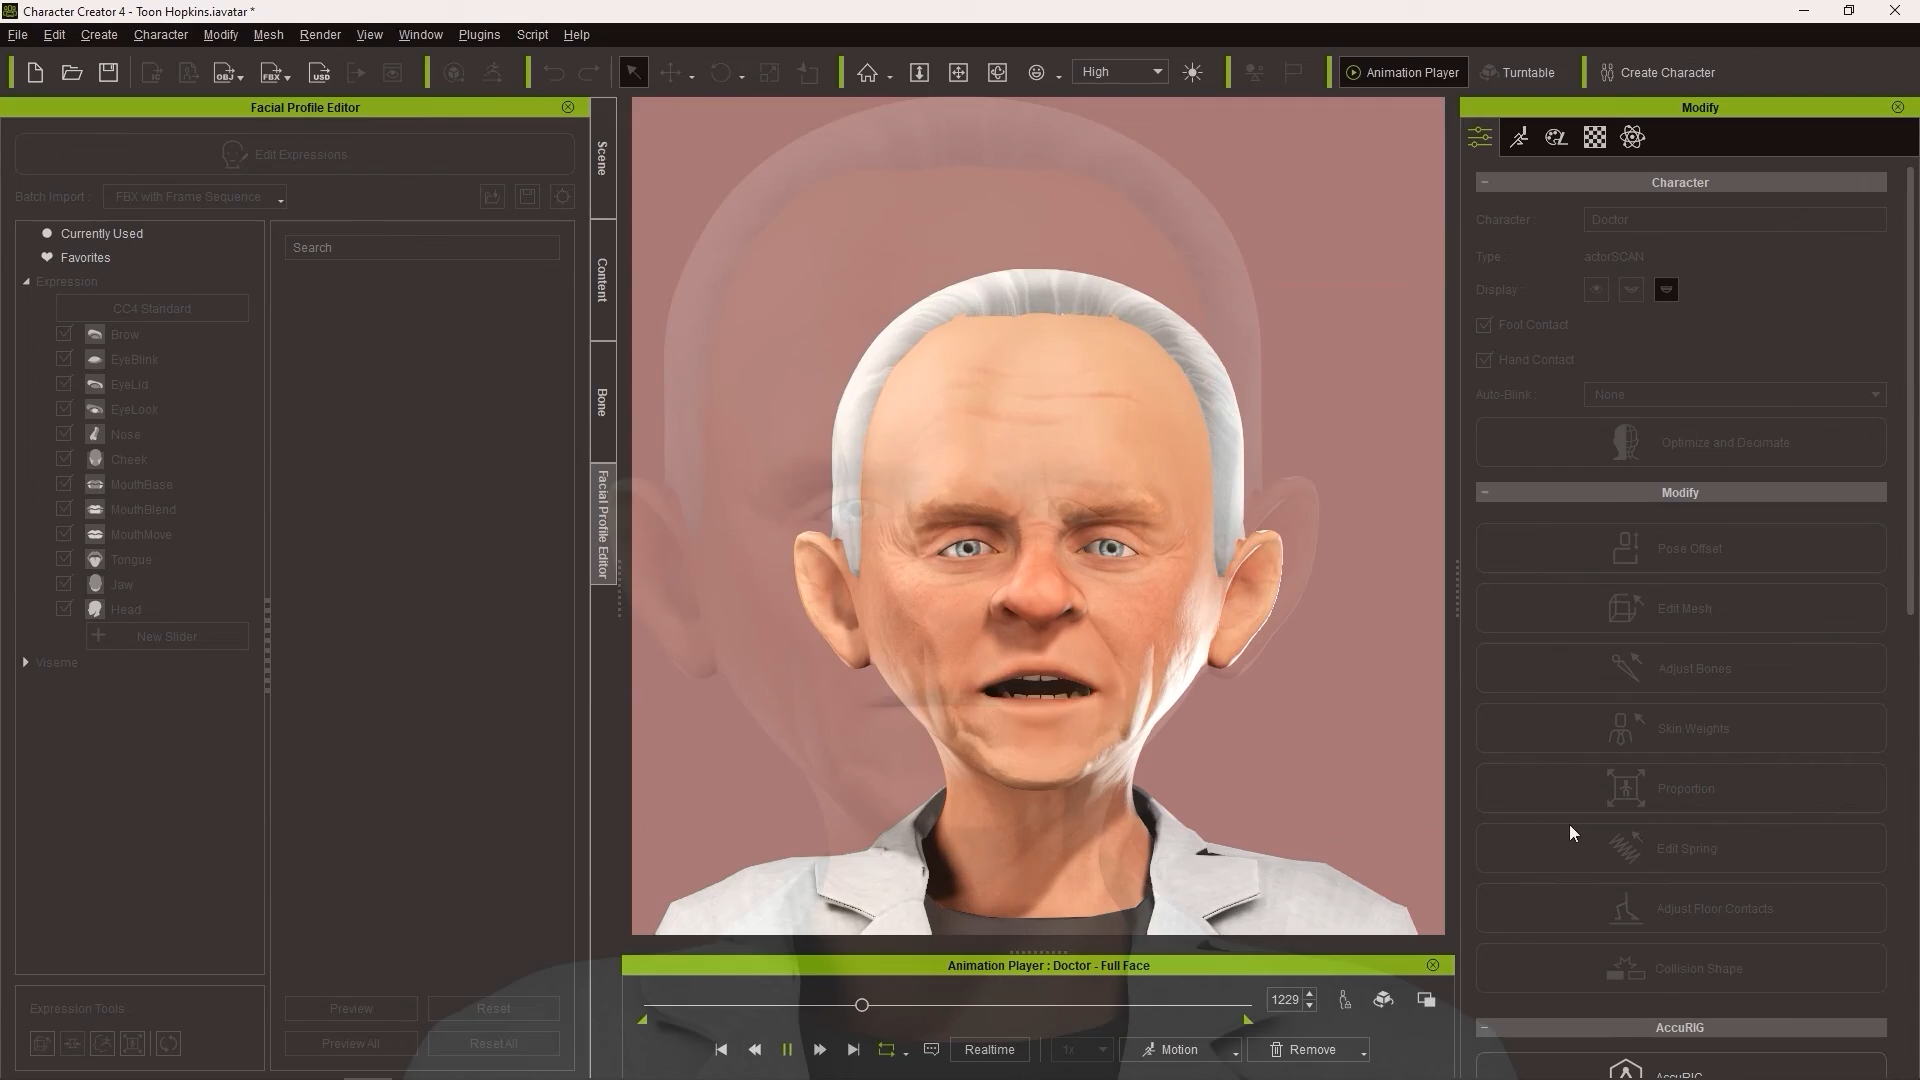 Character Creator 4 - Toon Hopkins.iavatar *
File Edit Create Character Modify Mesh Render View Window Plugins Script Help
OBJ FBX USD High Animation Player Turntable Create Character
Facial Profile Editor
Edit Expressions
Batch Import : FBX with Frame Sequence
Currently Used
Favorites
Search
Expression
CC4 Standard
Brow
EyeBlink
EyeLid
EyeLook
Nose
Cheek
MouthBase
MouthBlend
MouthMove
Tongue
Jaw
Head
New Slider
Viseme
Expression Tools
Preview Reset
Preview All Reset All
Scene
Content
Bone
Facial Profile Editor
Animation Player : Doctor - Full Face
1229
Realtime 1x Motion Remove
Modify
Character
Character : Doctor
Type : actorSCAN
Display :
Foot Contact
Hand Contact
Auto-Blink : None
Optimize and Decimate
Modify
Pose Offset
Edit Mesh
Adjust Bones
Skin Weights
Proportion
Edit Spring
Adjust Floor Contacts
Collision Shape
AccuRIG
AccuRIG